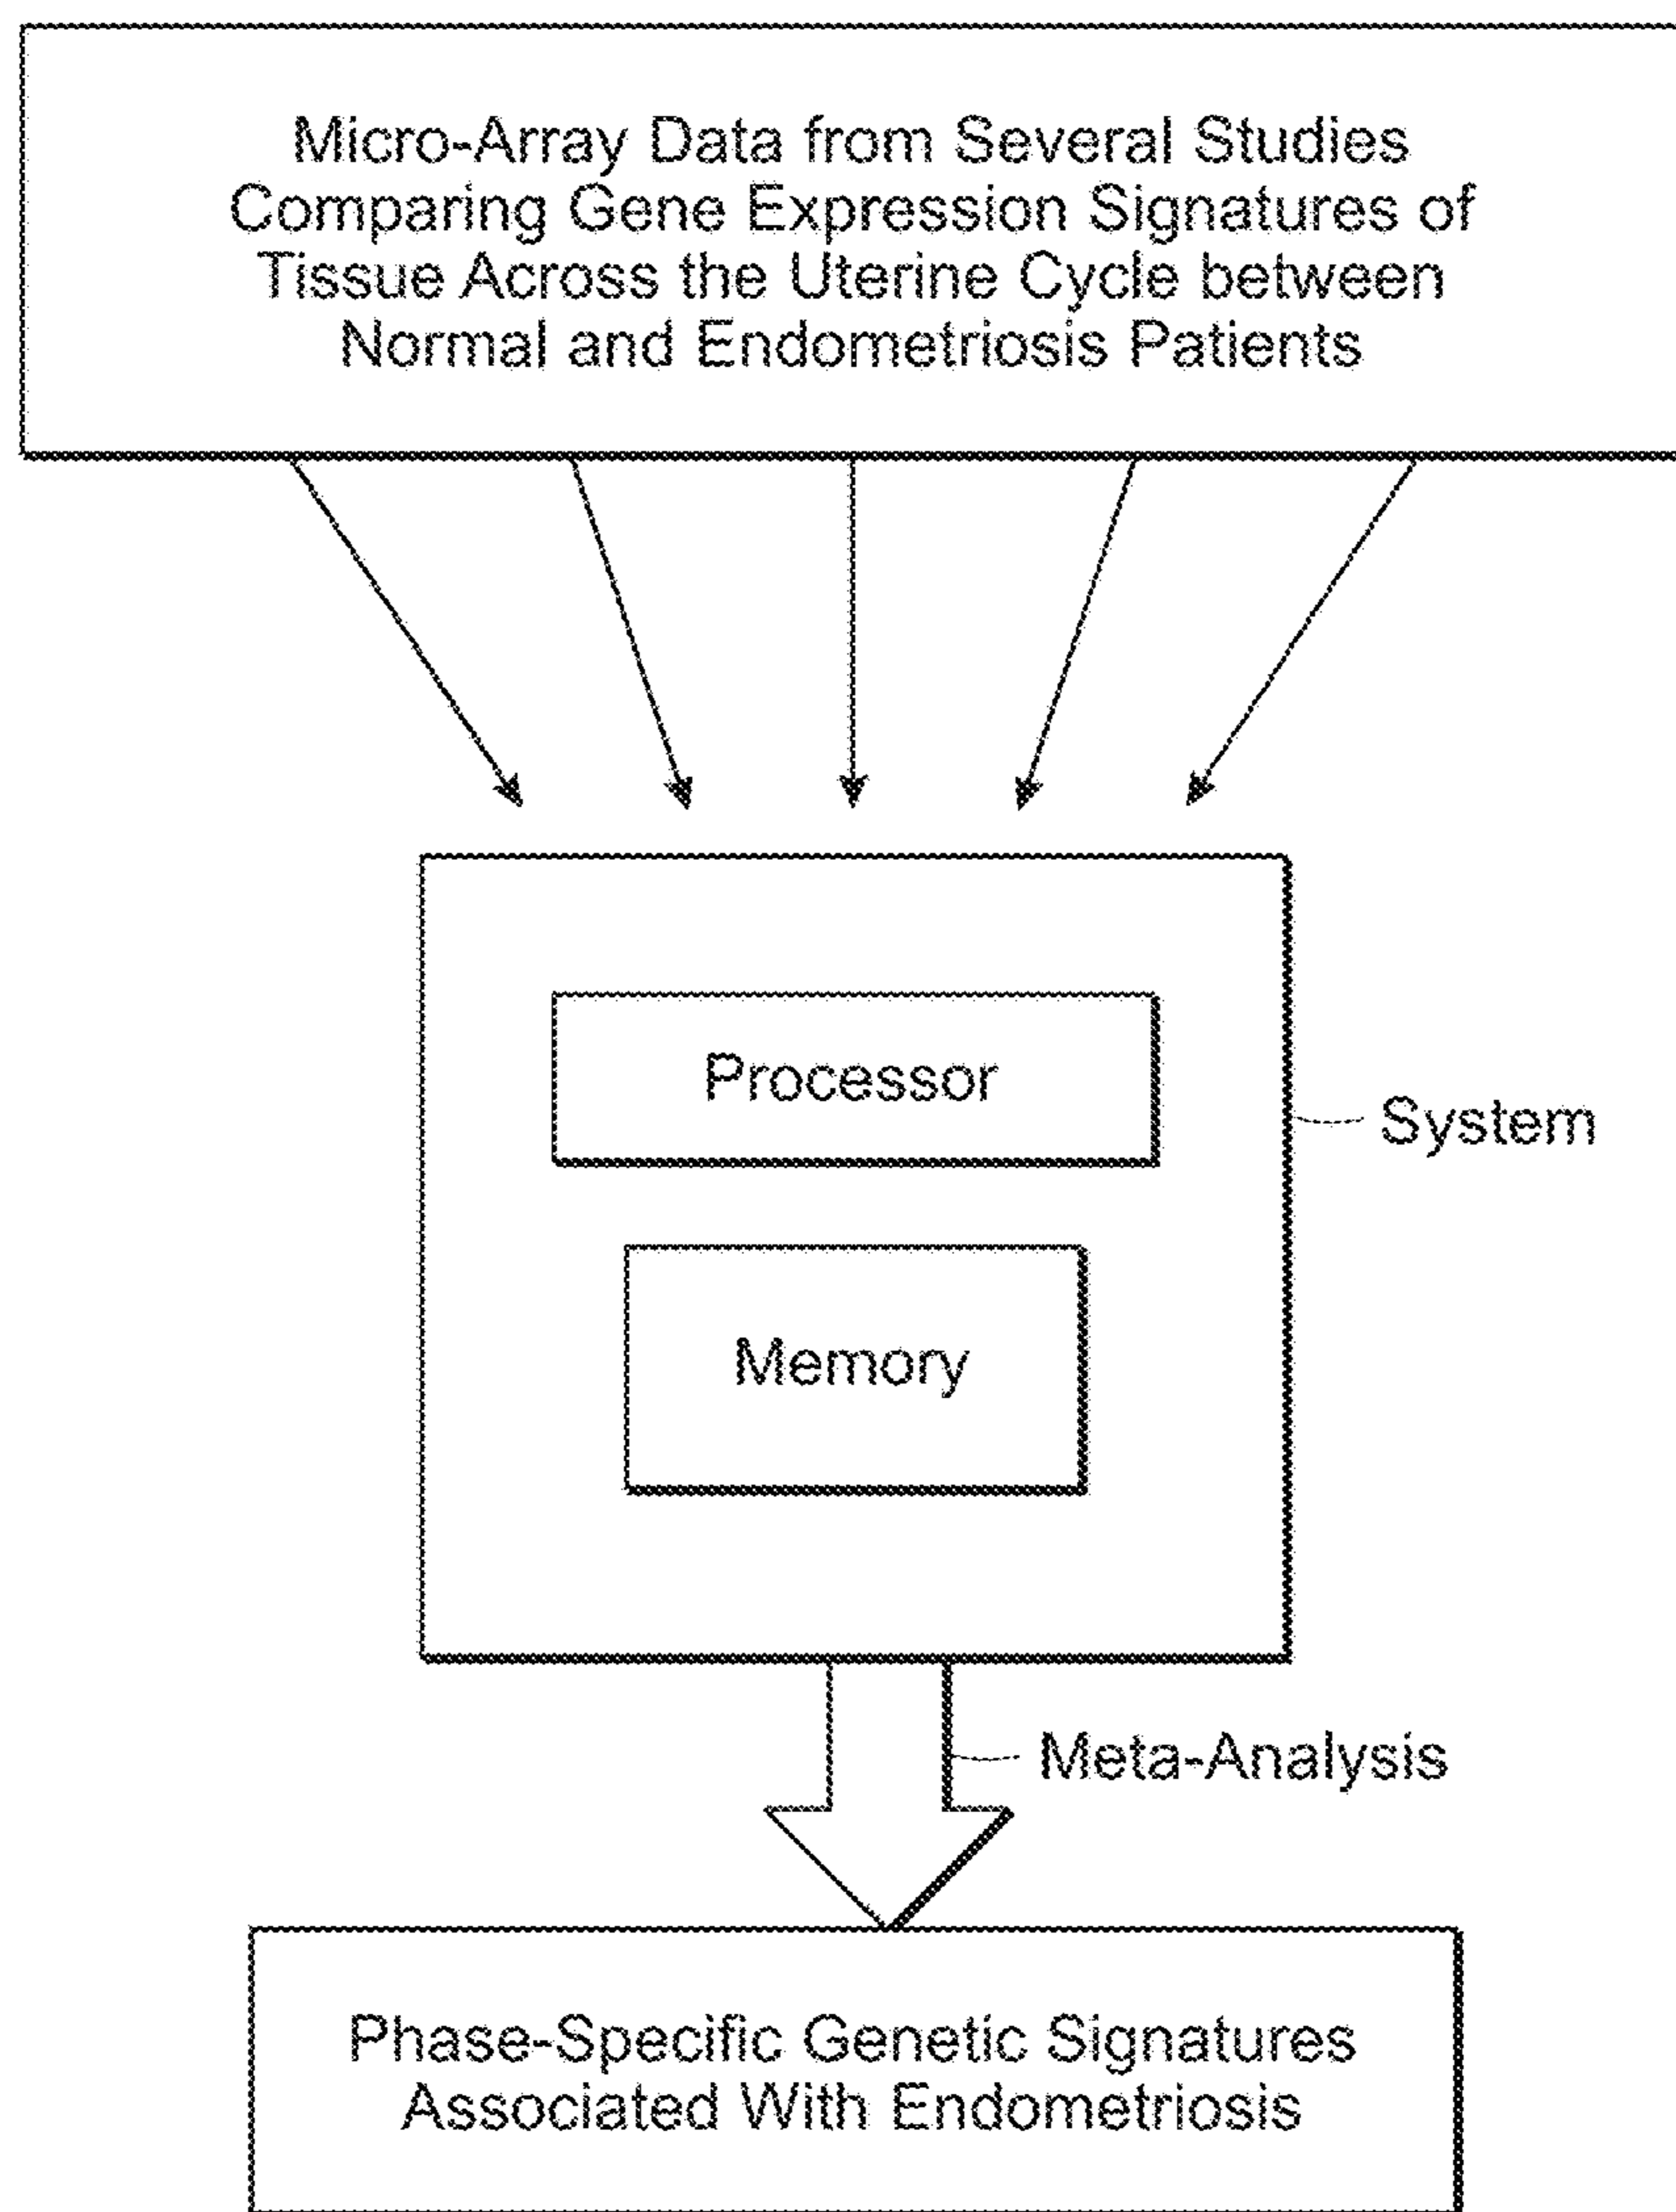 Micro-Array Data from Several Studies
Comparing Gene Expression Signatures of
Tissue Across the Uterine Cycle between
Normal and Endometriosis Patients
Processor
System
Memory
Meta-Analysis
Phase-Specific Genetic Signatures
Associated With Endometriosis